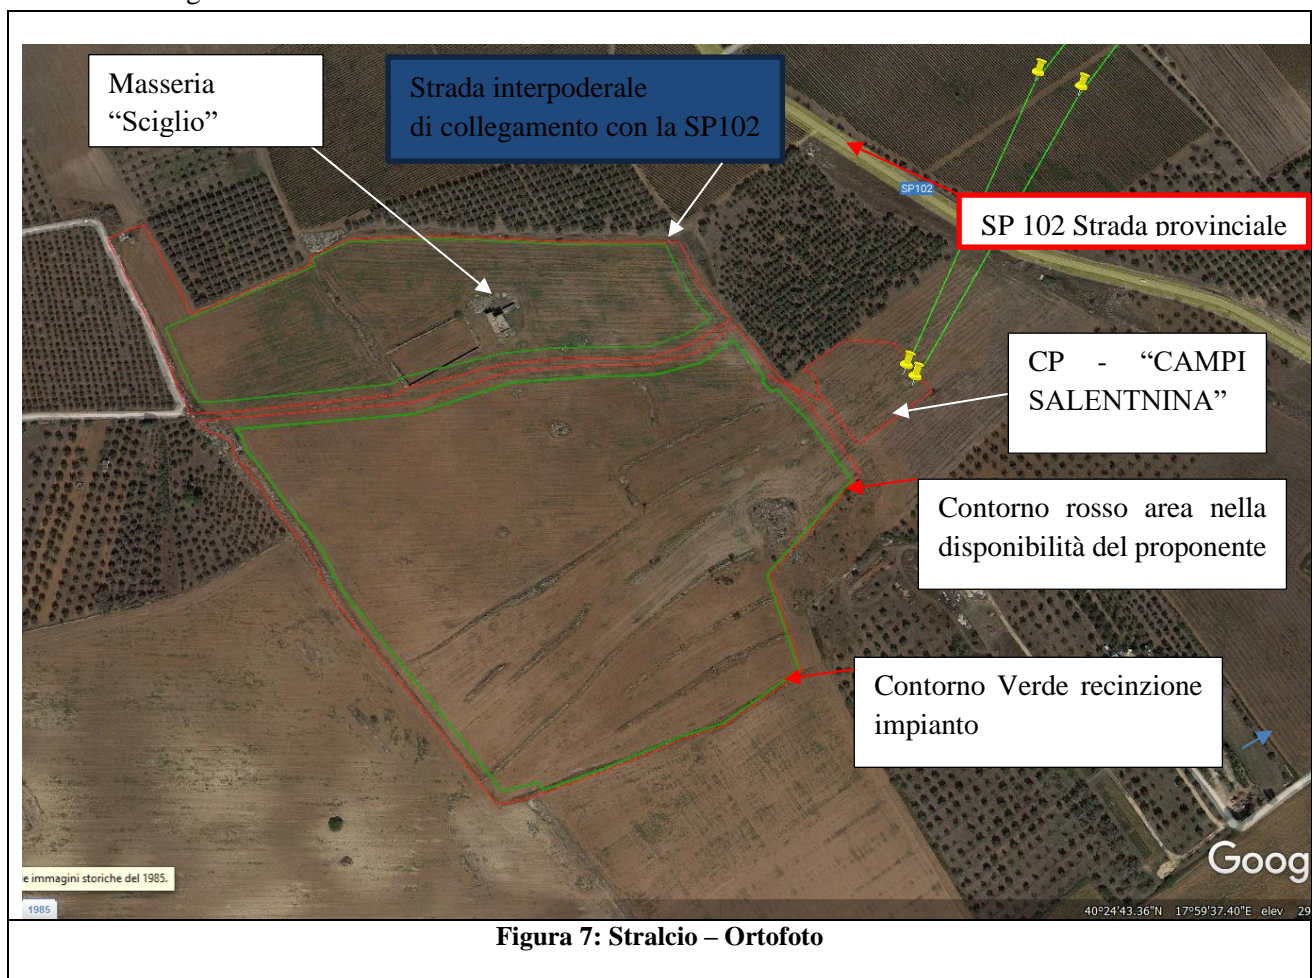 Masseria
“Sciglio”
Strada interpoderale
di collegamento con la SP102
SP102
SP 102 Strada provinciale
CP - “CAMPI
SALENTNINA”
Contorno rosso area nella
disponibilità del proponente
Contorno Verde recinzione
impianto
Goog
e immagini storiche del 1985.
1985
40°24'43.36"N 17°59'37.40"E elev 29
Figura 7: Stralcio – Ortofoto